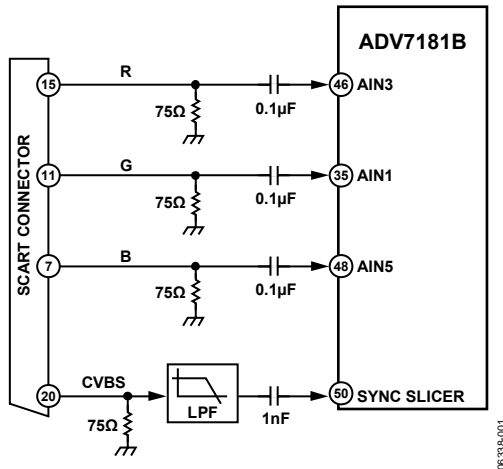 ADV7181B
SCART CONNECTOR
15
R
75Ω
0.1µF
46
AIN3
11
G
75Ω
0.1µF
35
AIN1
7
B
75Ω
0.1µF
48
AIN5
20
CVBS
75Ω
LPF
1nF
50
SYNC SLICER
06338-001